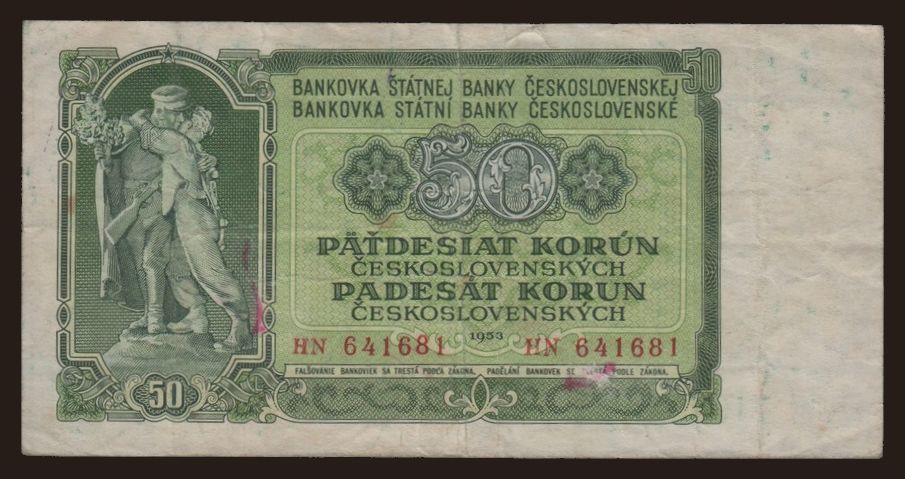 50
BANKOVKA ŠTÁTNEJ BANKY ČESKOSLOVENSKEJ
BANKOVKA STÁTNÍ BANKY ČESKOSLOVENSKÉ
50
PÄŤDESIAT KORÚN
ČESKOSLOVENSKÝCH
PADESÁT KORUN
ČESKOSLOVENSKÝCH
1953
HN 641681 HN 641681
FALŠOVANIE BANKOVIEK SA TRESTÁ PODĽA ZÁKONA. PADĚLÁNÍ BANKOVEK SE TRESTÁ PODLE ZÁKONA.
50